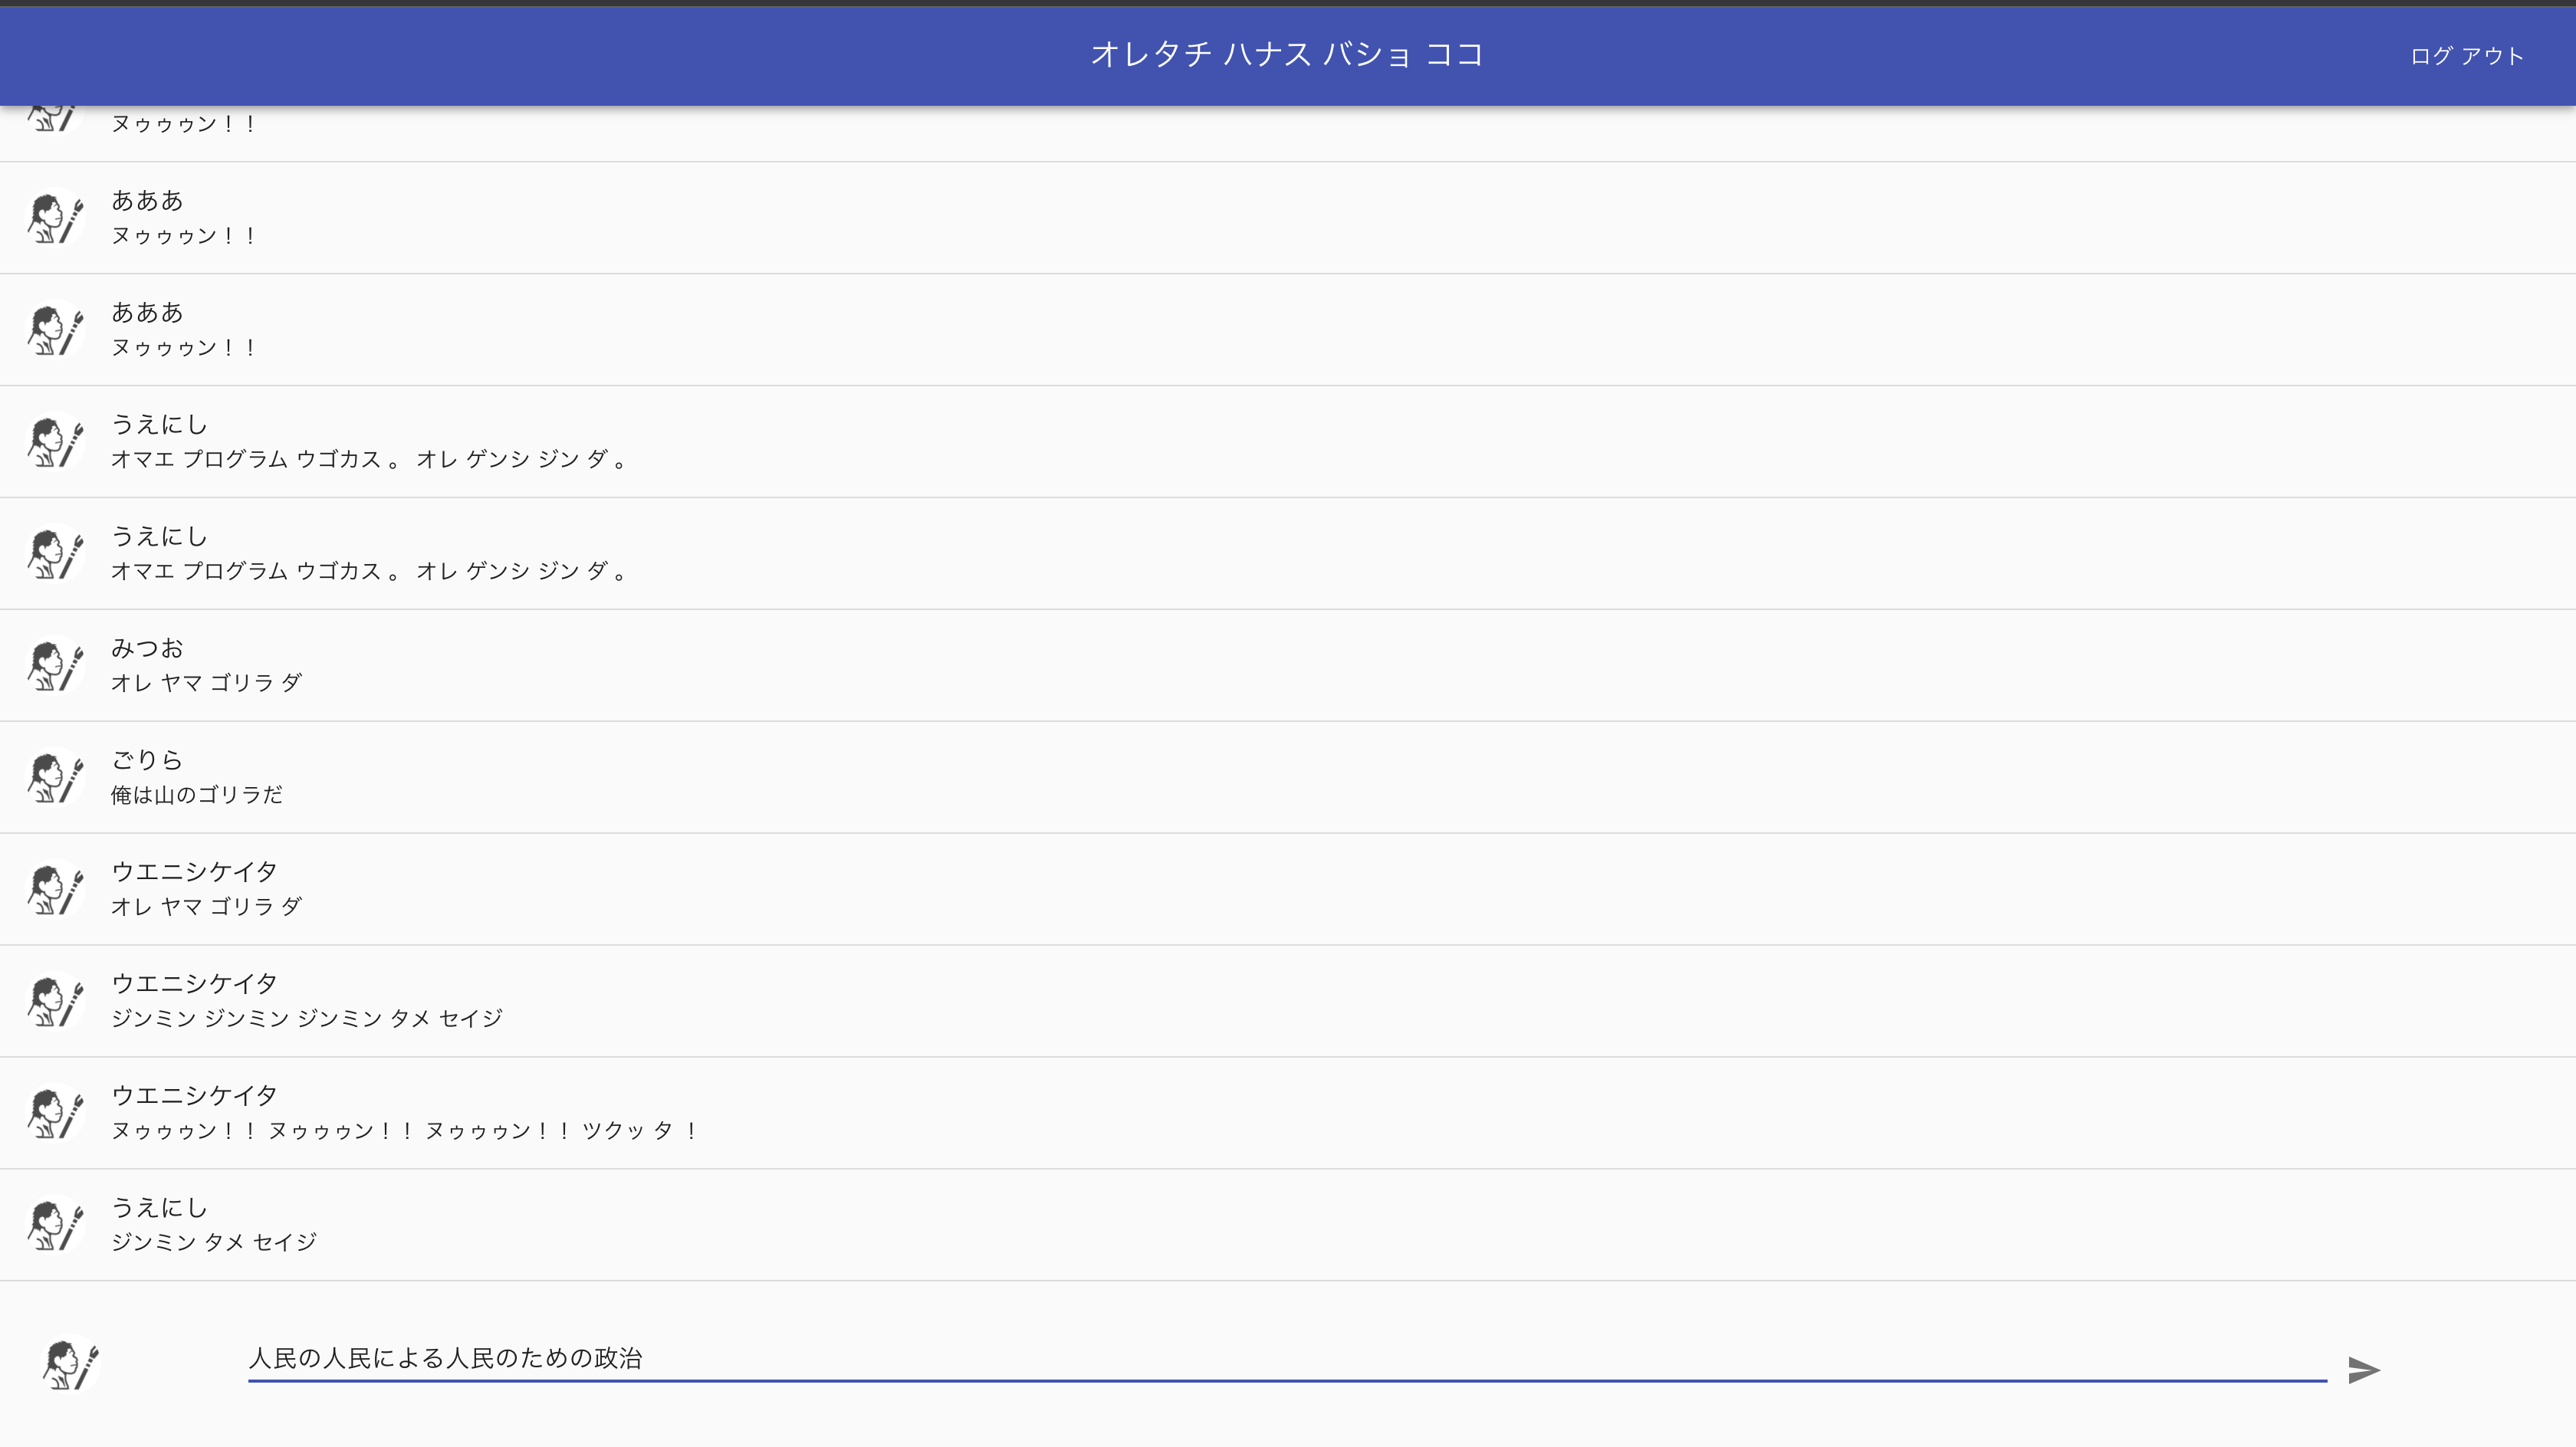 オレタチ ハナス バショ ココ
ログ アウト
ヌゥゥゥン！！
あああ
ヌゥゥゥン！！
あああ
ヌゥゥゥン！！
うえにし
オマエ プログラム ウゴカス 。 オレ ゲンシ ジン ダ 。
うえにし
オマエ プログラム ウゴカス 。 オレ ゲンシ ジン ダ 。
みつお
オレ ヤマ ゴリラ ダ
ごりら
俺は山のゴリラだ
ウエニシケイタ
オレ ヤマ ゴリラ ダ
ウエニシケイタ
ジンミン ジンミン ジンミン タメ セイジ
ウエニシケイタ
ヌゥゥゥン！！ ヌゥゥゥン！！ ヌゥゥゥン！！ ツクッ タ ！
うえにし
ジンミン タメ セイジ
人民の人民による人民のための政治